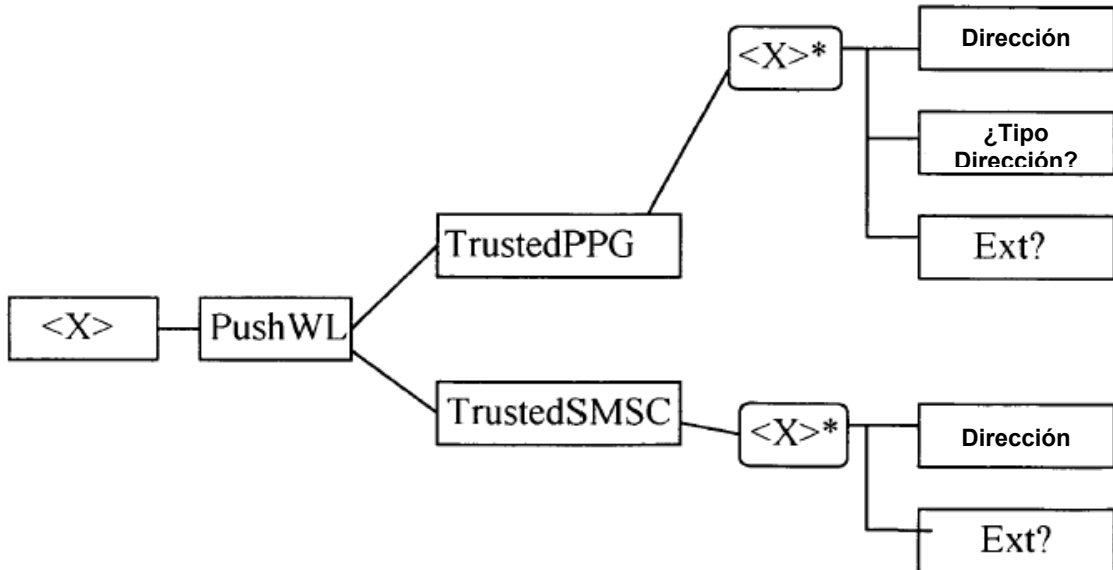 <X>*
Dirección
¿Tipo
Dirección?
TrustedPPG
Ext?
<X>
PushWL
TrustedSMSC
<X>*
Dirección
Ext?